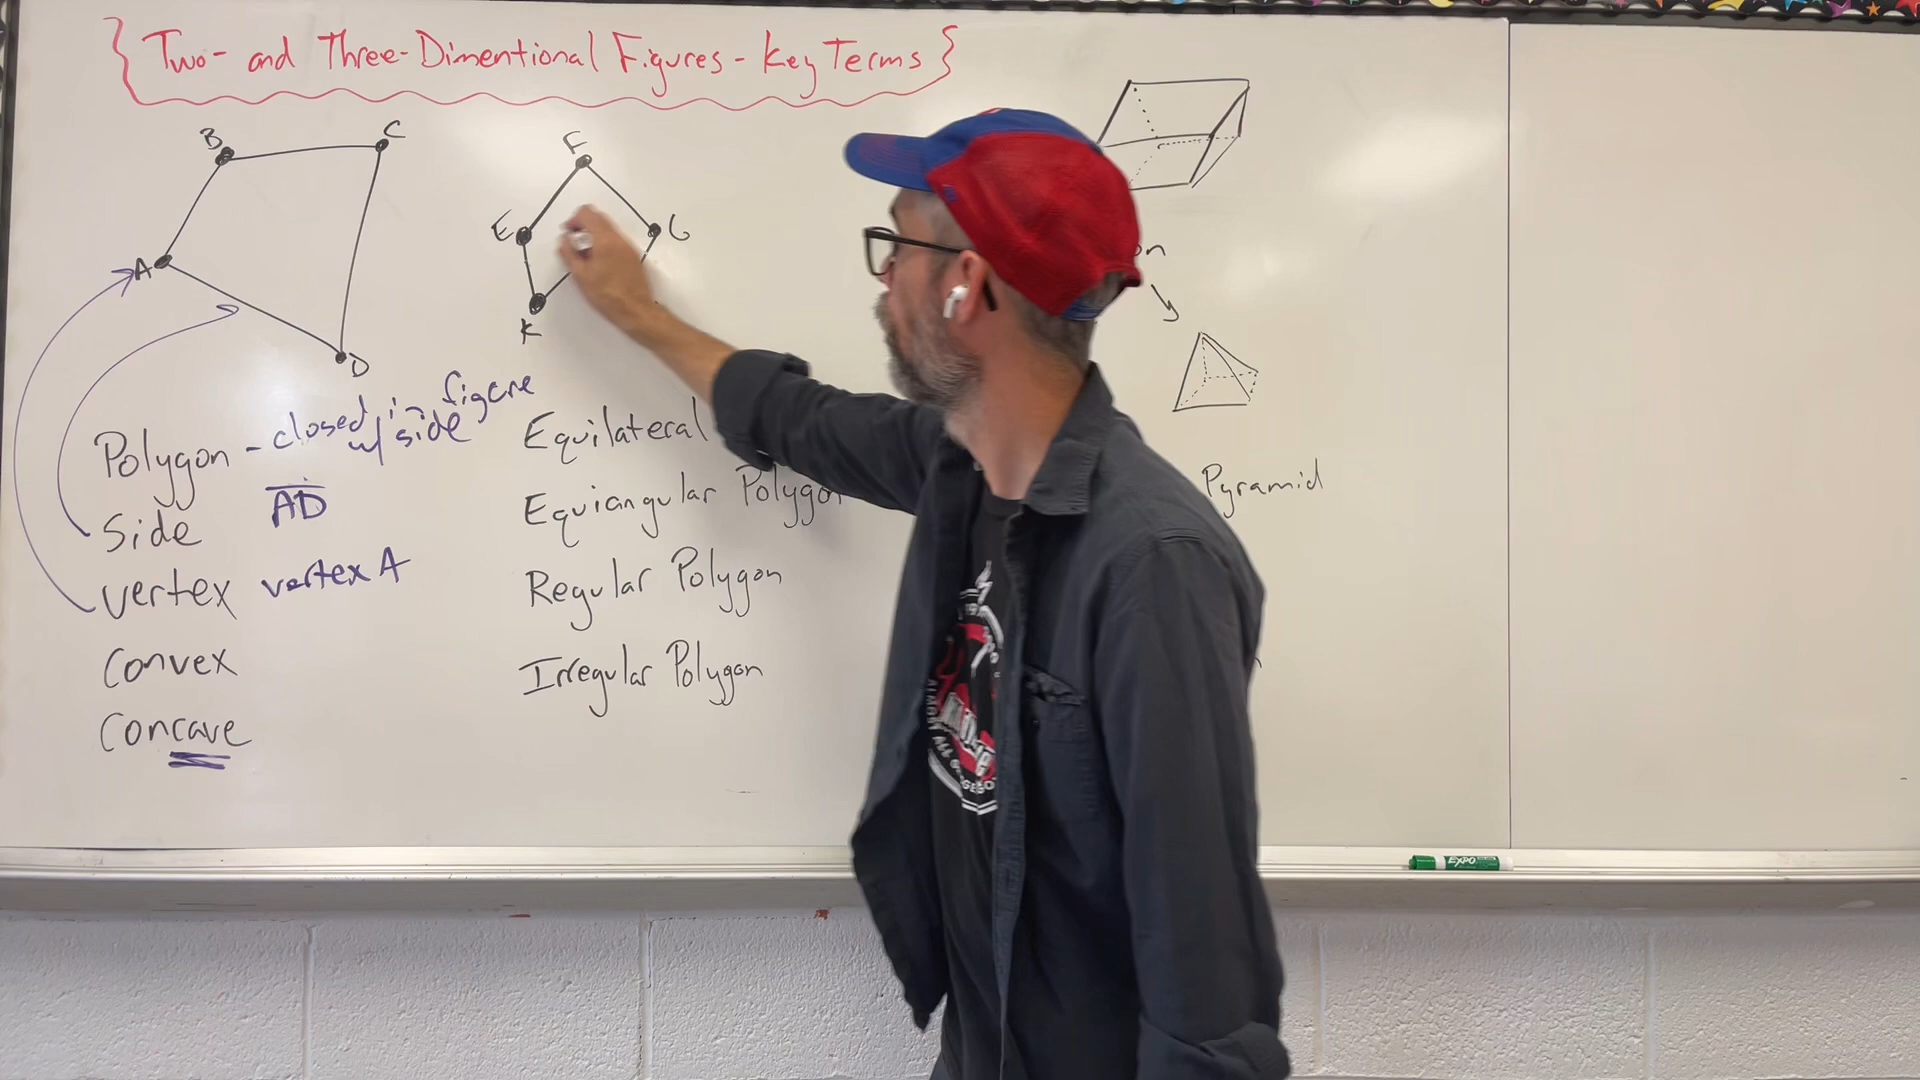 Two- and Three-Dimentional Figures - Key Terms
B
C
A
D
F
E
G
K
Polygon - closed in figure
w/ side
Side AD
vertex vertex A
Convex
Concave
Equilateral
Equiangular Polygon
Regular Polygon
Irregular Polygon
Pyramid
EXPO